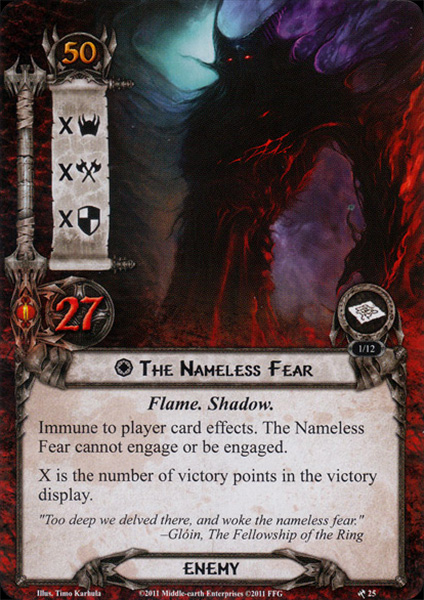 50
X
X
X
27
1/12
The Nameless Fear
Flame. Shadow.
Immune to player card effects. The Nameless
Fear cannot engage or be engaged.
X is the number of victory points in the victory
display.
"Too deep we delved there, and woke the nameless fear."
–Glóin, The Fellowship of the Ring
ENEMY
Illus. Timo Karhula ©2011 Middle-earth Enterprises ©2011 FFG 25